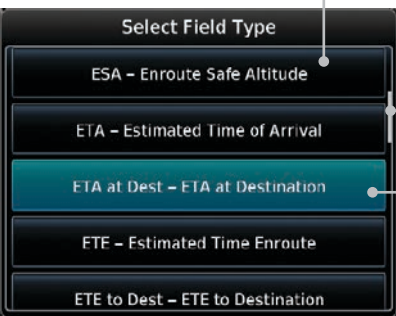 Select Field Type
ESA – Enroute Safe Altitude
ETA – Estimated Time of Arrival
ETA at Dest – ETA at Destination
ETE – Estimated Time Enroute
ETE to Dest – ETE to Destination